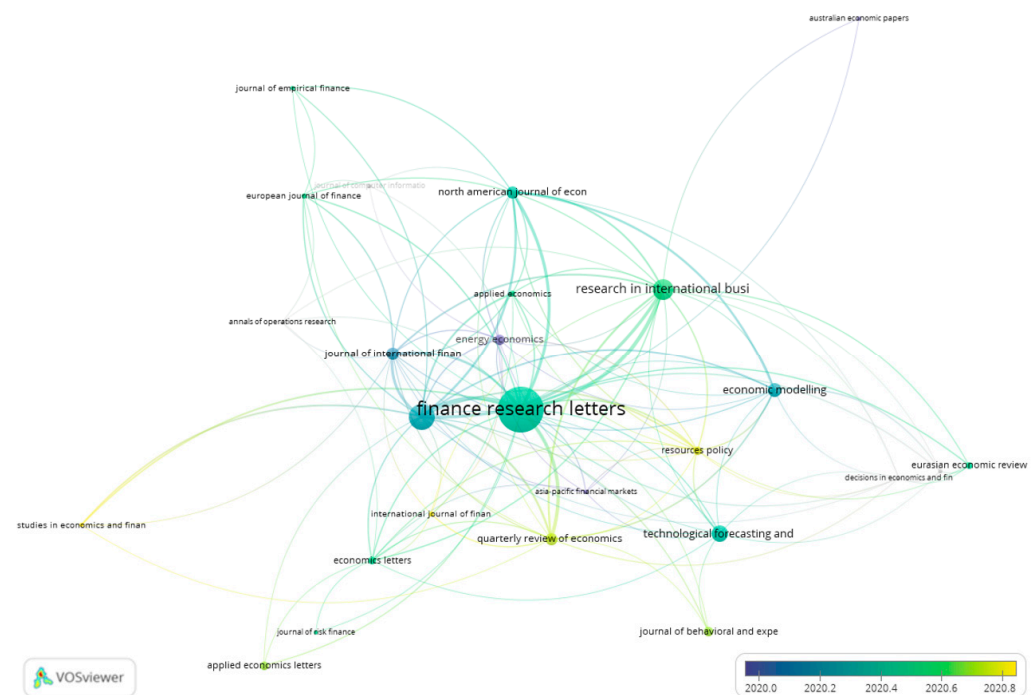 australian economic papers
journal of empirical finance
journal of computer informatio
european journal of finance
north american journal of econ
research in international busi
applied economics
annals of operations research
energy economics
journal of international finan
economic modelling
finance research letters
resources policy
eurasian economic review
decisions in economics and fin
asia-pacific financial markets
international journal of finan
studies in economics and finan
quarterly review of economics
technological forecasting and
economics letters
journal of risk finance
journal of behavioral and expe
applied economics letters
VOSviewer
2020.0 2020.2 2020.4 2020.6 2020.8